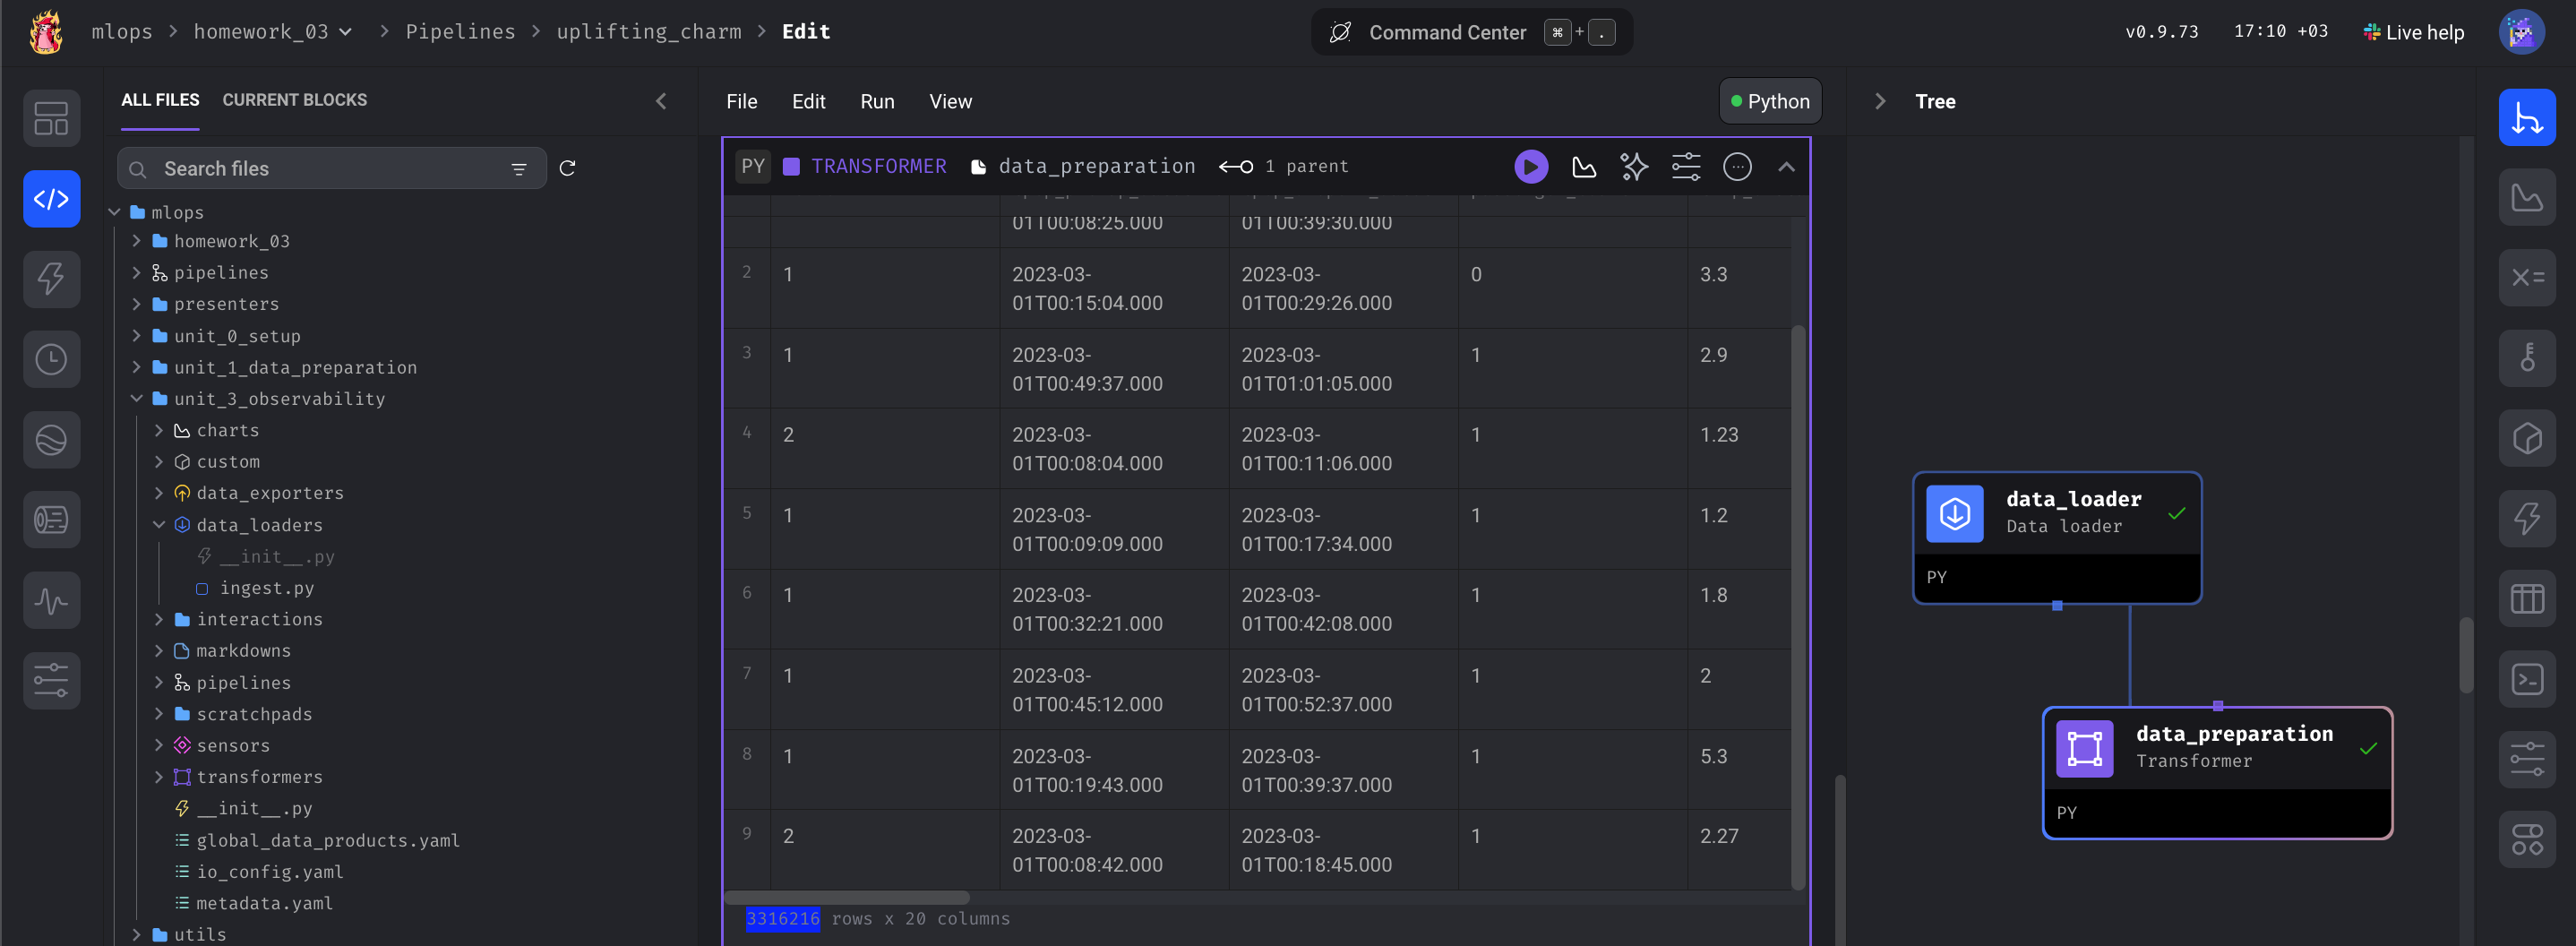 mlops > homework_03 > Pipelines > uplifting_charm > Edit
Command Center ⌘ + .
v0.9.73 17:10 +03 Live help
ALL FILES CURRENT BLOCKS
Search files
mlops
homework_03
pipelines
presenters
unit_0_setup
unit_1_data_preparation
unit_3_observability
charts
custom
data_exporters
data_loaders
__init__.py
ingest.py
interactions
markdowns
pipelines
scratchpads
sensors
transformers
__init__.py
global_data_products.yaml
io_config.yaml
metadata.yaml
utils
File Edit Run View
Python
PY TRANSFORMER data_preparation 1 parent
01T00:08:25.000 01T00:39:30.000
2 1 2023-03- 2023-03- 0 3.3
01T00:15:04.000 01T00:29:26.000
3 1 2023-03- 2023-03- 1 2.9
01T00:49:37.000 01T01:01:05.000
4 2 2023-03- 2023-03- 1 1.23
01T00:08:04.000 01T00:11:06.000
5 1 2023-03- 2023-03- 1 1.2
01T00:09:09.000 01T00:17:34.000
6 1 2023-03- 2023-03- 1 1.8
01T00:32:21.000 01T00:42:08.000
7 1 2023-03- 2023-03- 1 2
01T00:45:12.000 01T00:52:37.000
8 1 2023-03- 2023-03- 1 5.3
01T00:19:43.000 01T00:39:37.000
9 2 2023-03- 2023-03- 1 2.27
01T00:08:42.000 01T00:18:45.000
3316216 rows x 20 columns
Tree
data_loader
Data loader
PY
data_preparation
Transformer
PY